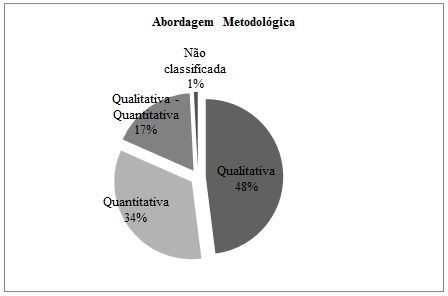 Abordagem Metodológica
Não
classificada
1%
Qualitativa -
Quantitativa
17%
Qualitativa
48%
Quantitativa
34%